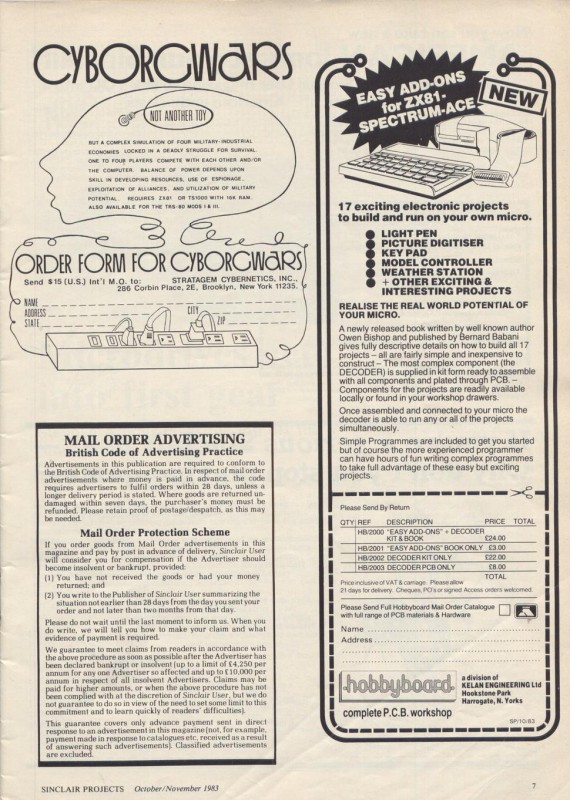 CYBORGWARS
NOT ANOTHER TOY
BUT A COMPLEX SIMULATION OF FOUR MILITARY-INDUSTRIAL
ECONOMIES LOCKED IN A DEADLY STRUGGLE FOR SURVIVAL.
ONE TO FOUR PLAYERS COMPETE WITH EACH OTHER AND/OR
THE COMPUTER. BALANCE OF POWER DEPENDS UPON
SKILL IN DEVELOPING RESOURCES, USE OF ESPIONAGE,
EXPLOITATION OF ALLIANCES, AND UTILIZATION OF MILITARY
POTENTIAL. REQUIRES ZX81 OR TS1000 WITH 16K RAM.
ALSO AVAILABLE FOR THE TRS-80 MODS I & III.
ORDER FORM FOR CYBORGWARS
Send $15 (U.S.) Int'l M.O. to: STRATAGEM CYBERNETICS, INC.,
286 Corbin Place, 2E, Brooklyn, New York 11235.
NAME
ADDRESS CITY
STATE ZIP
MAIL ORDER ADVERTISING
British Code of Advertising Practice
Advertisements in this publication are required to conform to
the British Code of Advertising Practice. In respect of mail order
advertisements where money is paid in advance, the code
requires advertisers to fulfil orders within 28 days, unless a
longer delivery period is stated. Where goods are returned un-
damaged within seven days, the purchaser's money must be
refunded. Please retain proof of postage/despatch, as this may
be needed.
Mail Order Protection Scheme
If you order goods from Mail Order advertisements in this
magazine and pay by post in advance of delivery, Sinclair User
will consider you for compensation if the Advertiser should
become insolvent or bankrupt, provided:
(1) You have not received the goods or had your money
returned; and
(2) You write to the Publisher of Sinclair User summarizing the
situation not earlier than 28 days from the day you sent your
order and not later than two months from that day.
Please do not wait until the last moment to inform us. When you
do write, we will tell you how to make your claim and what
evidence of payment is required.
We guarantee to meet claims from readers in accordance with
the above procedure as soon as possible after the Advertiser has
been declared bankrupt or insolvent (up to a limit of £4,250 per
annum for any one Advertiser so affected and up to £10,000 per
annum in respect of all insolvent Advertisers. Claims may be
paid for higher amounts, or when the above procedure has not
been complied with at the discretion of Sinclair User, but we do
not guarantee to do so in view of the need to set some limit to this
commitment and to learn quickly of readers' difficulties).
This guarantee covers only advance payment sent in direct
response to an advertisement in this magazine (not, for example,
payment made in response to catalogues etc, received as a result
of answering such advertisements). Classified advertisements
are excluded.
EASY ADD-ONS
for ZX81-
SPECTRUM-ACE
NEW
17 exciting electronic projects
to build and run on your own micro.
● LIGHT PEN
● PICTURE DIGITISER
● KEY PAD
● MODEL CONTROLLER
● WEATHER STATION
● + OTHER EXCITING &
INTERESTING PROJECTS
REALISE THE REAL WORLD POTENTIAL OF
YOUR MICRO.
A newly released book written by well known author
Owen Bishop and published by Bernard Babani
gives fully descriptive details on how to build all 17
projects – all are fairly simple and inexpensive to
construct – The most complex component (the
DECODER) is supplied in kit form ready to assemble
with all components and plated through PCB. –
Components for the projects are readily available
locally or found in your workshop drawers.
Once assembled and connected to your micro the
decoder is able to run any or all of the projects
simultaneously.
Simple Programmes are included to get you started
but of course the more experienced programmer
can have hours of fun writing complex programmes
to take full advantage of these easy but exciting
projects.
Please Send By Return
QTY REF DESCRIPTION PRICE TOTAL
HB/2000 "EASY ADD-ONS" + DECODER
KIT & BOOK £24.00
HB/2001 "EASY ADD-ONS" BOOK ONLY £3.00
HB/2002 DECODER KIT ONLY £22.00
HB/2003 DECODER PCB ONLY £8.00
TOTAL
Price inclusive of VAT & carriage. Please allow
21 days for delivery. Cheques, PO's or signed Access orders welcomed.
Please Send Full Hobbyboard Mail Order Catalogue
with full range of PCB materials & Hardware
Name
Address
hobbyboard
a division of
KELAN ENGINEERING Ltd
Hookstone Park
Harrogate, N. Yorks
complete P.C.B. workshop
SP/10/83
SINCLAIR PROJECTS October/November 1983 7